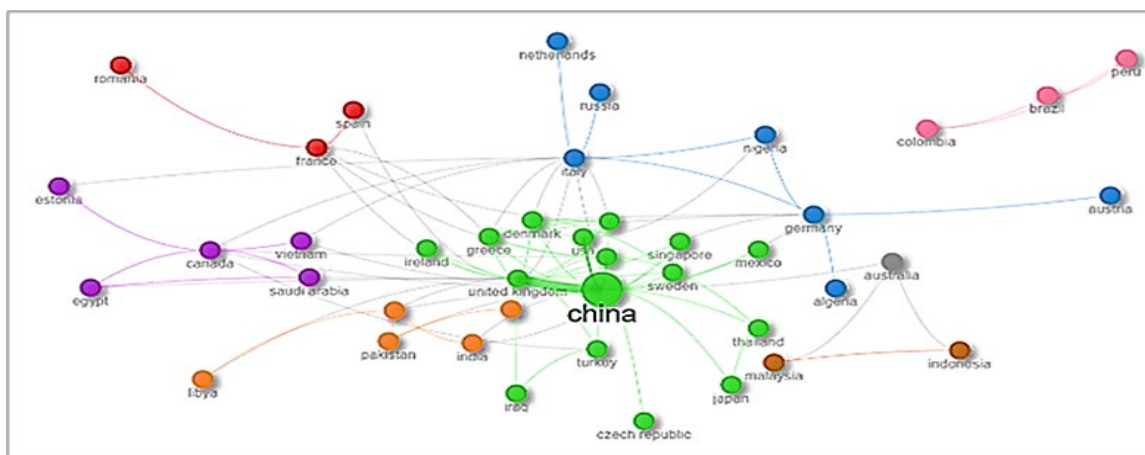 netherlands
romania
peru
russia
brazil
spain
colombia
nigeria
france
italy
estonia
austria
denmark
germany
canada
vietnam
ireland
greece
usa
singapore
mexico
australia
egypt
saudi arabia
united kingdom
sweden
algeria
china
pakistan
india
turkey
thailand
malaysia
indonesia
libya
iraq
japan
czech republic